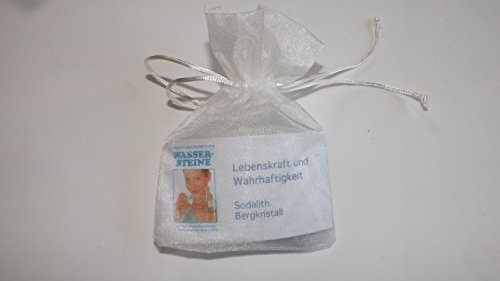 WASSER-
STEINE
Lebenskraft und
Wahrhaftigkeit
Sodalith
Bergkristall